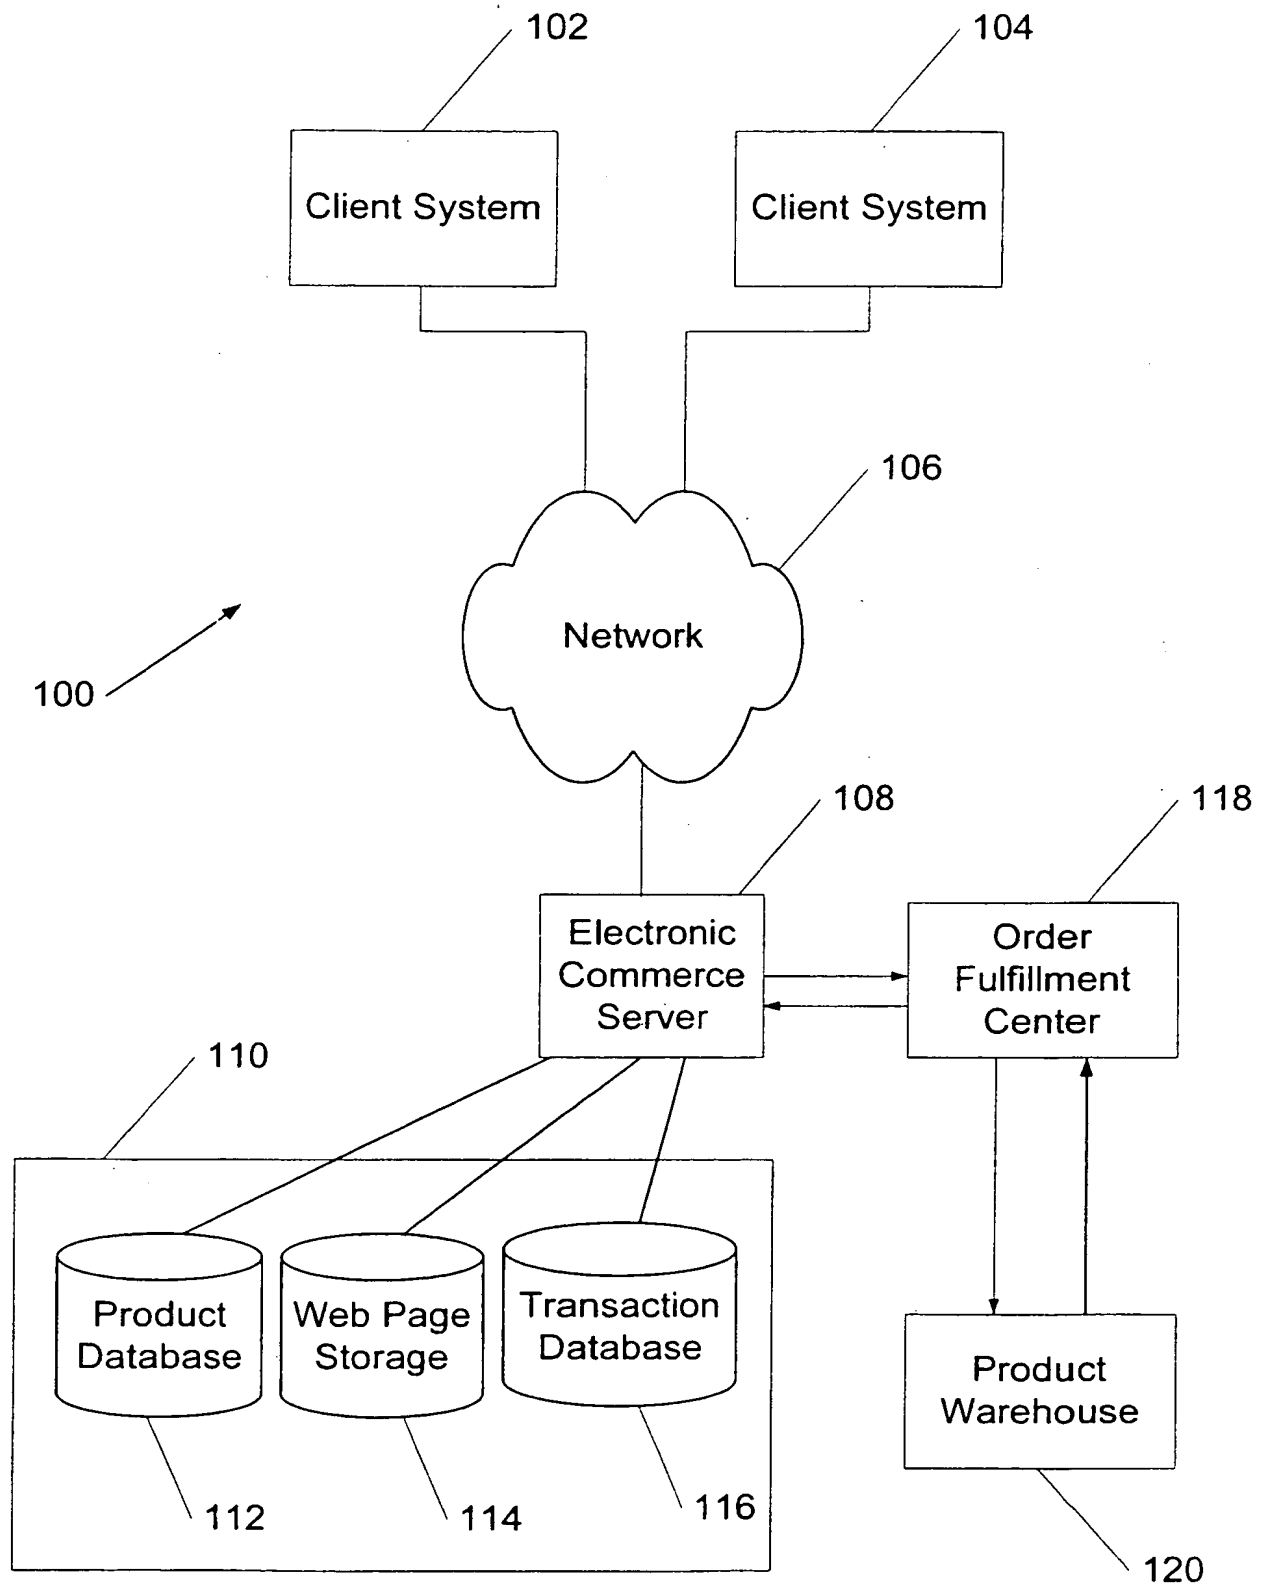 102
104
Client System
Client System
106
Network
100
108
118
Electronic
Commerce
Server
Order
Fulfillment
Center
110
Product
Database
Web Page
Storage
Transaction
Database
Product
Warehouse
112
114
116
120